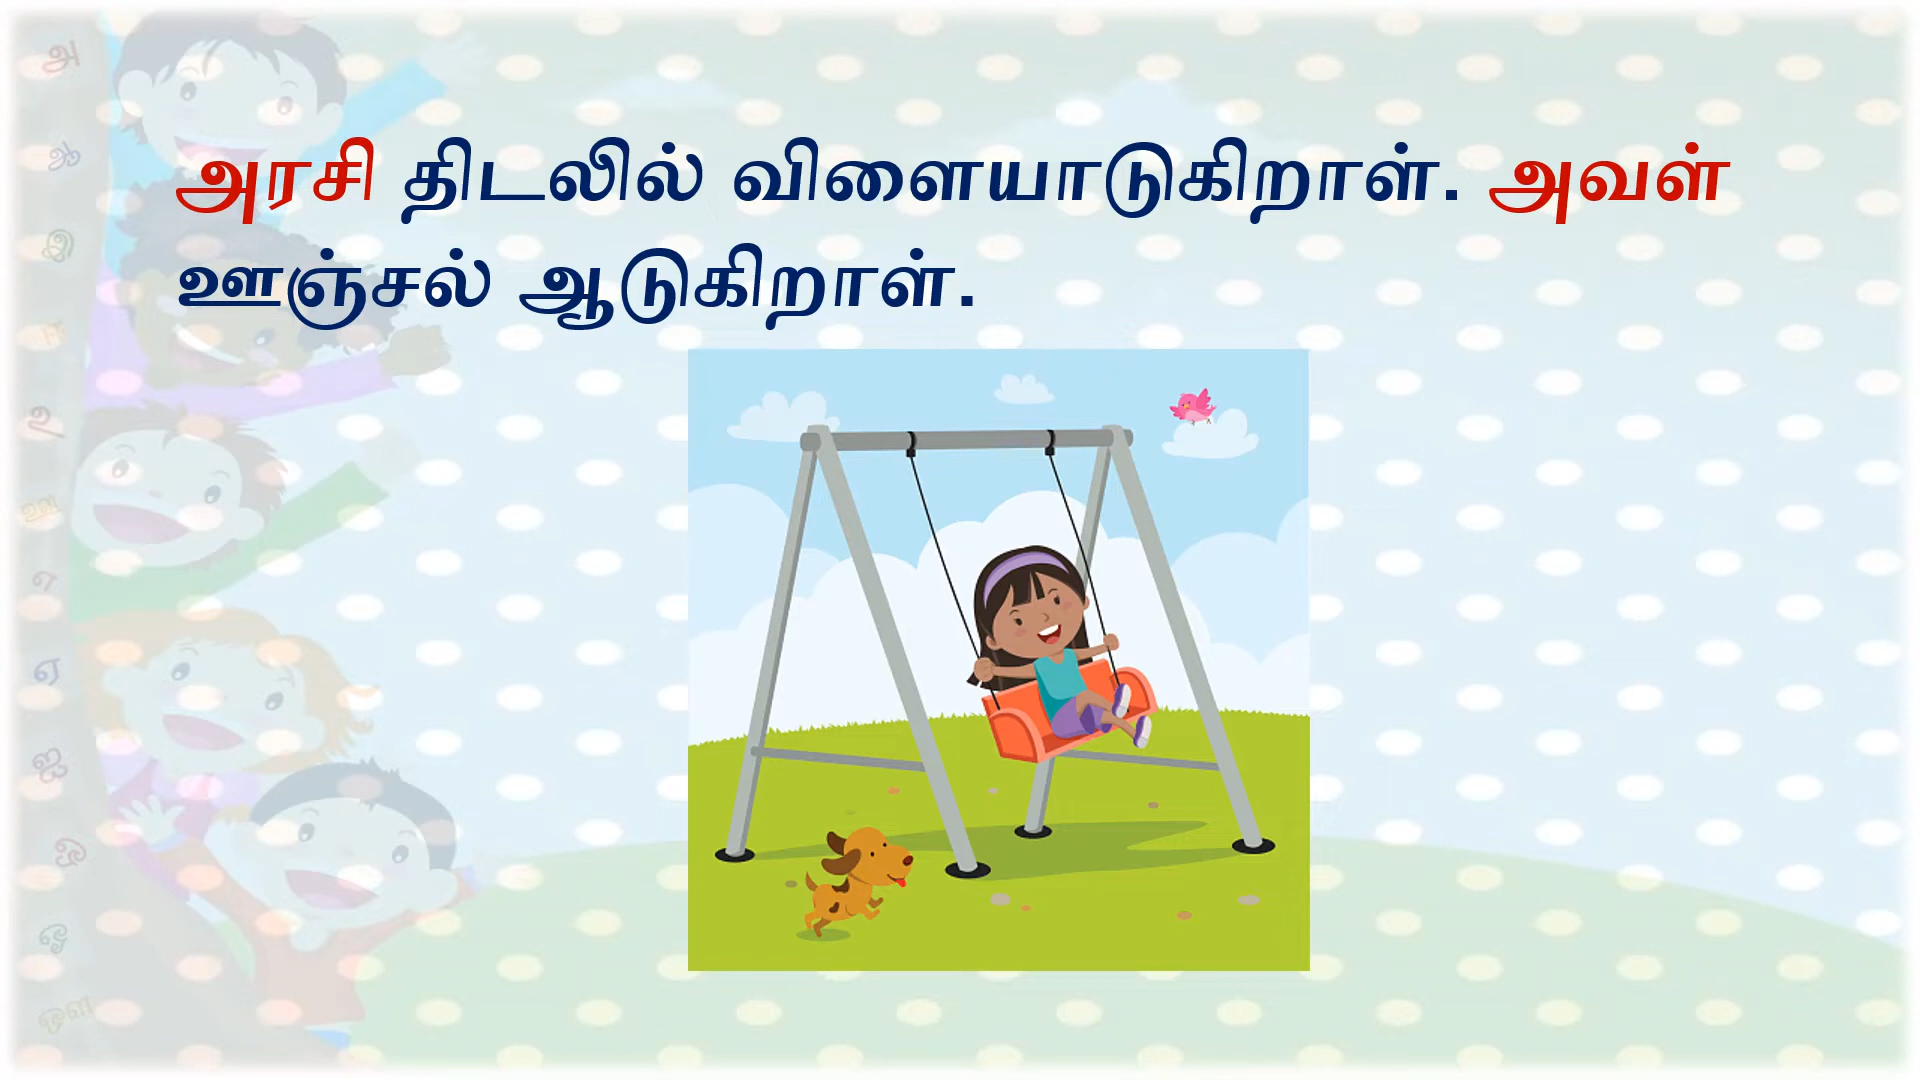 அரசி திடலில் விளையாடுகிறாள். அவள்
ஊஞ்சல் ஆடுகிறாள்.
அ
ஆ
இ
ஈ
உ
ஊ
எ
ஏ
ஐ
ஒ
ஓ
ஔ